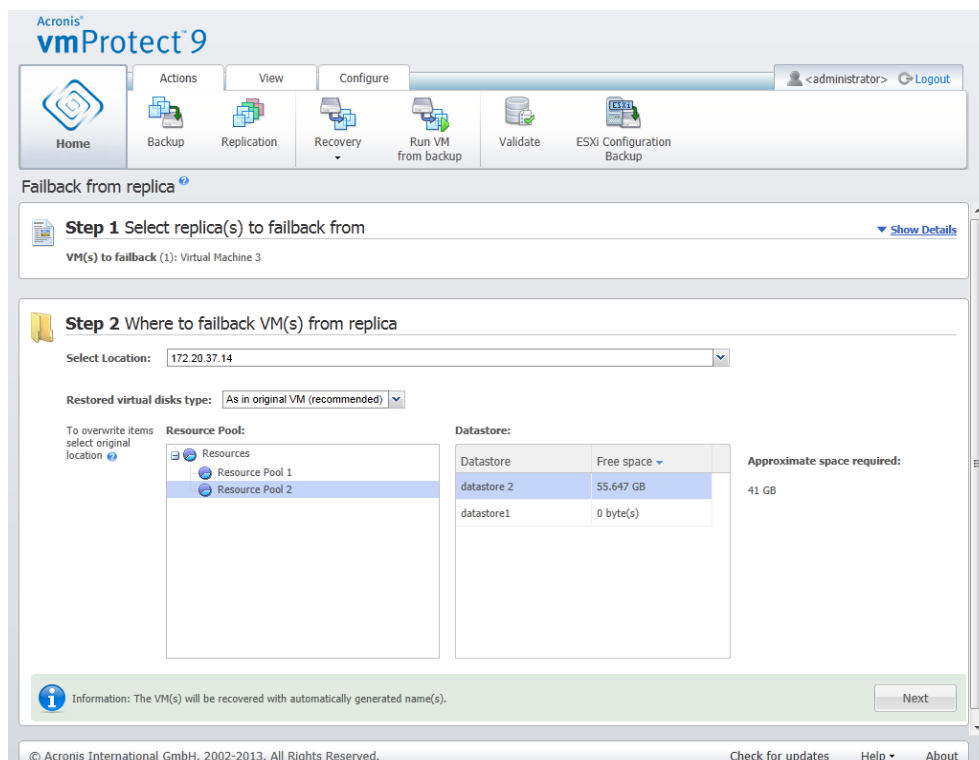 Acronis®
vmProtect™9
Actions View Configure
<administrator> Logout
Home
Backup
Replication
Recovery
Run VM
from backup
Validate
ESXi
ESXi Configuration
Backup
Failback from replica
Step 1 Select replica(s) to failback from
Show Details
VM(s) to failback (1): Virtual Machine 3
Step 2 Where to failback VM(s) from replica
Select Location: 172.20.37.14
Restored virtual disks type: As in original VM (recommended)
To overwrite items
select original
location
Resource Pool:
Resources
Resource Pool 1
Resource Pool 2
Datastore:
Datastore Free space
datastore 2 55.647 GB
datastore1 0 byte(s)
Approximate space required:
41 GB
Information: The VM(s) will be recovered with automatically generated name(s).
Next
© Acronis International GmbH, 2002-2013. All Rights Reserved.
Check for updates Help About